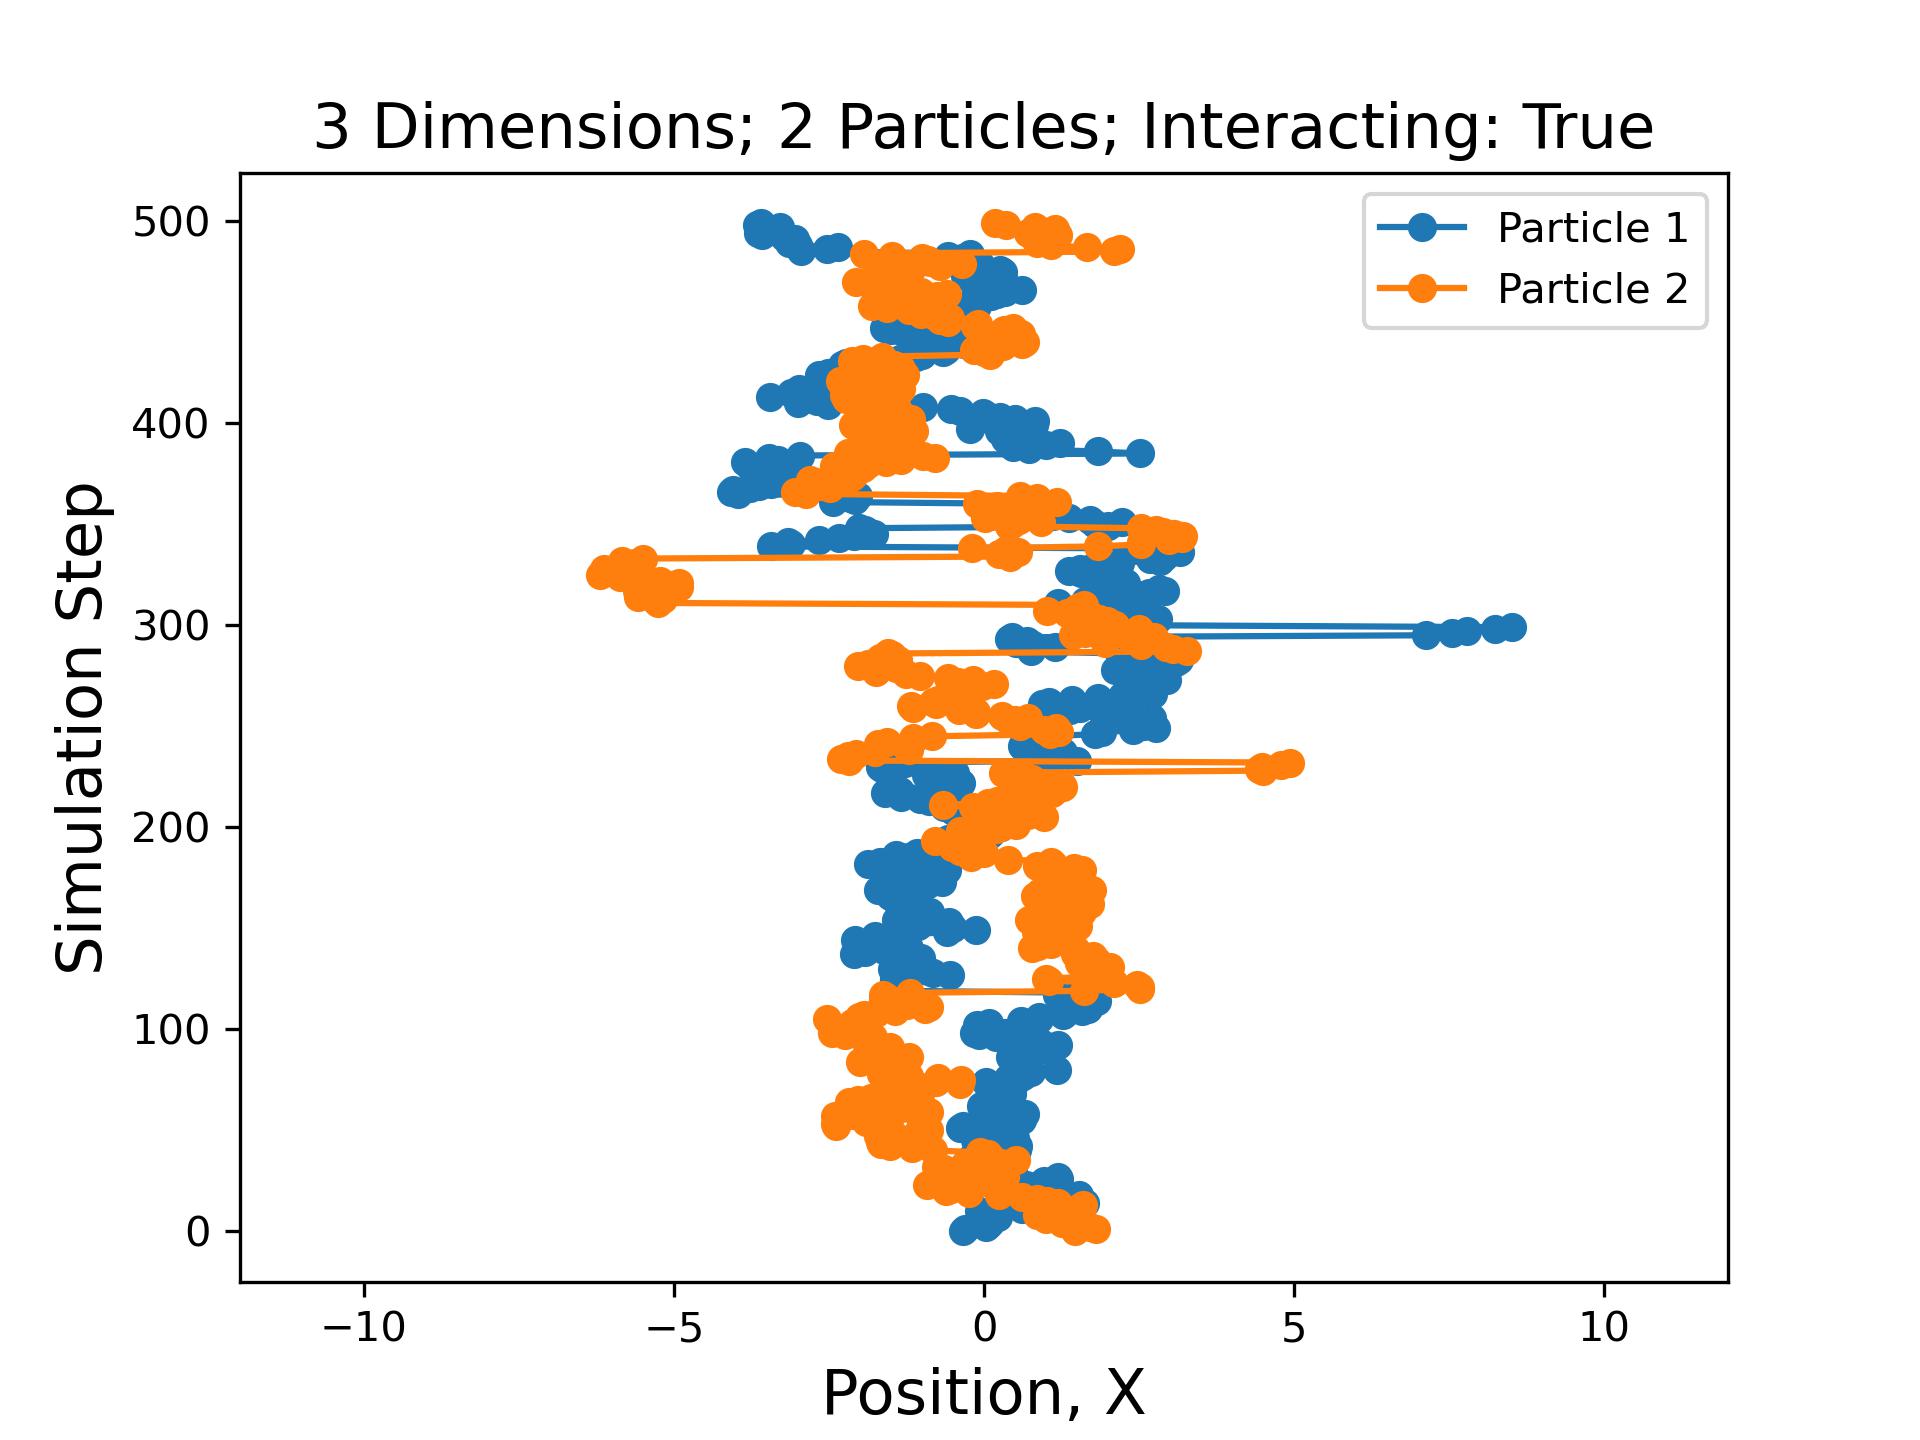 3 Dimensions; 2 Particles; Interacting: True
Particle 1
Particle 2
Simulation Step
500
400
300
200
100
0
−10
−5
0
5
10
Position, X